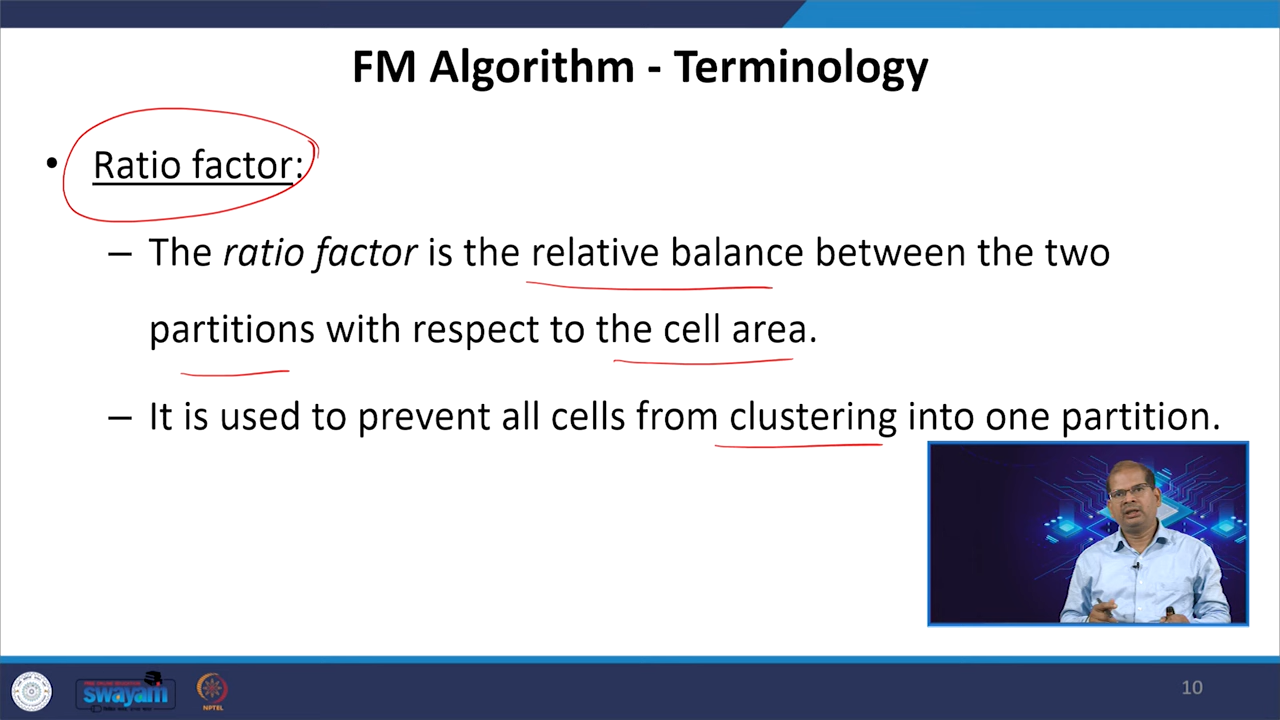 FM Algorithm - Terminology
• Ratio factor:
– The ratio factor is the relative balance between the two
partitions with respect to the cell area.
– It is used to prevent all cells from clustering into one partition.
swayam
NPTEL
10